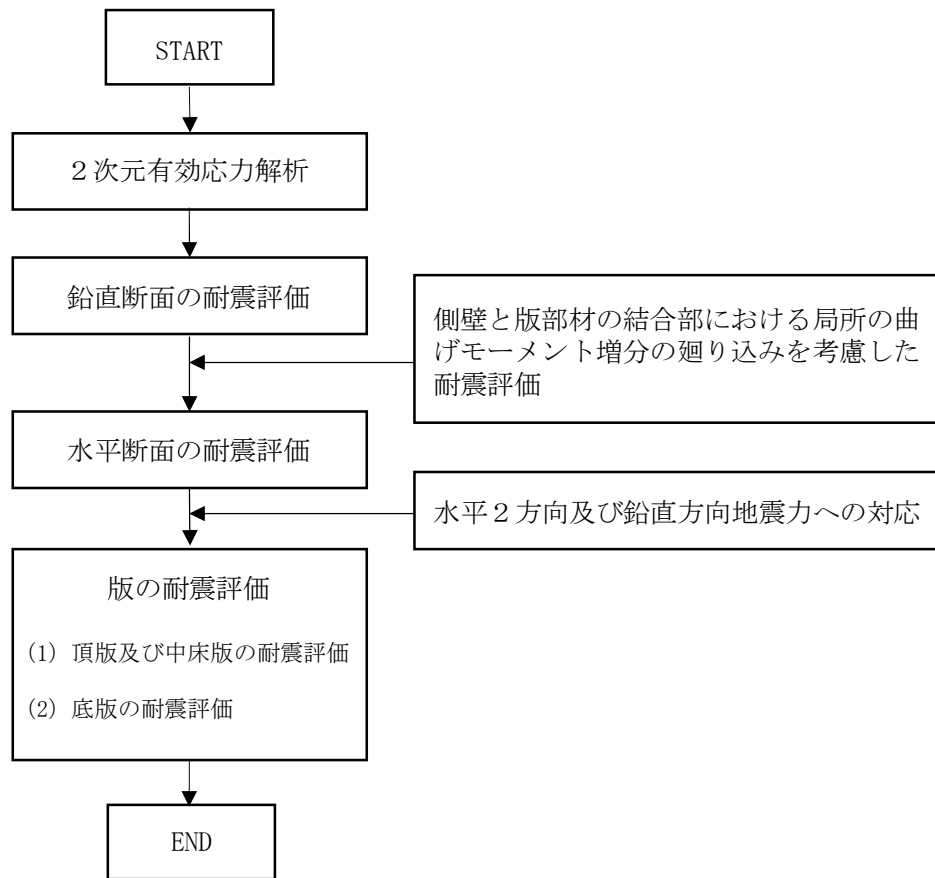 START
２次元有効応力解析
鉛直断面の耐震評価
側壁と版部材の結合部における局所の曲
げモーメント増分の廻り込みを考慮した
耐震評価
水平断面の耐震評価
水平２方向及び鉛直方向地震力への対応
版の耐震評価
(1) 頂版及び中床版の耐震評価
(2) 底版の耐震評価
END